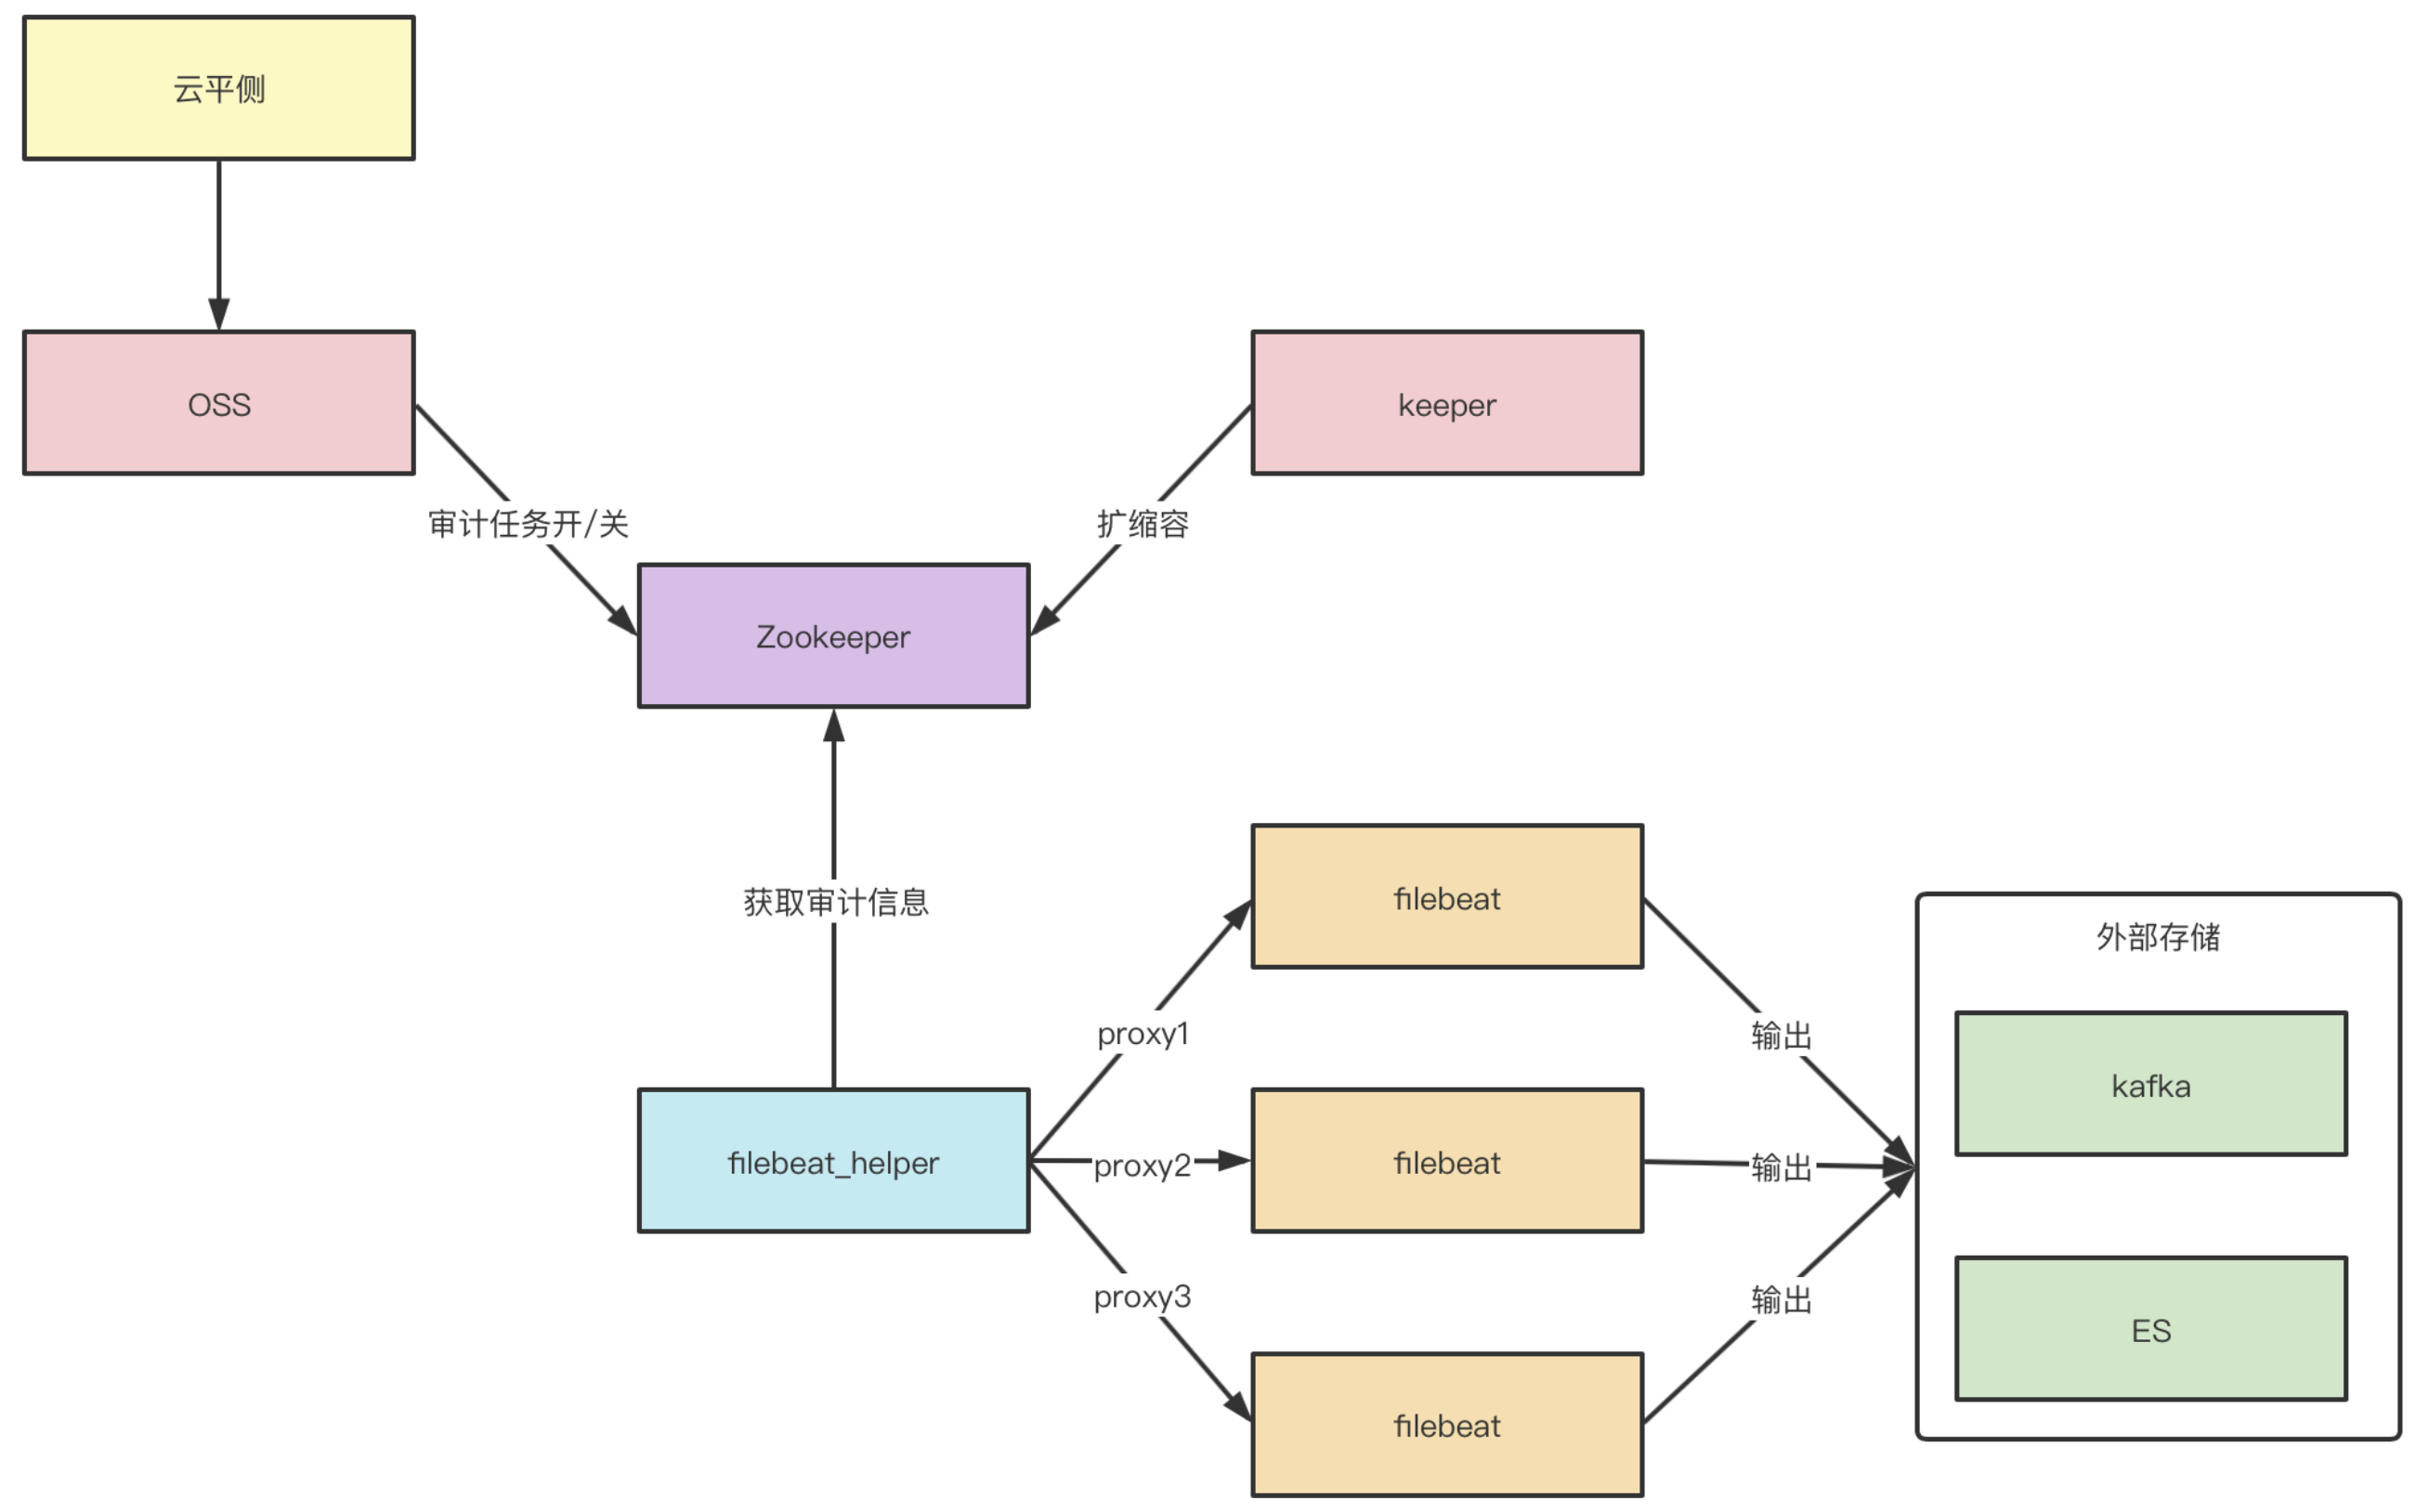 云平侧
OSS
keeper
审计任务开/关
扩缩容
Zookeeper
获取审计信息
filebeat
外部存储
proxy1
输出
kafka
filebeat_helper
proxy2
filebeat
输出
proxy3
输出
ES
filebeat